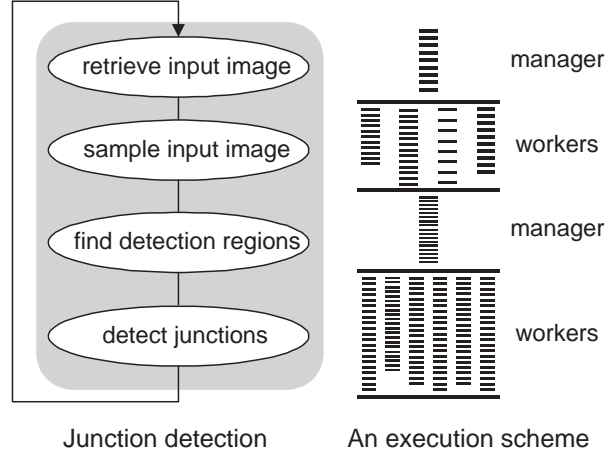 retrieve input image
manager
sample input image
workers
find detection regions
manager
detect junctions
workers
Junction detection
An execution scheme